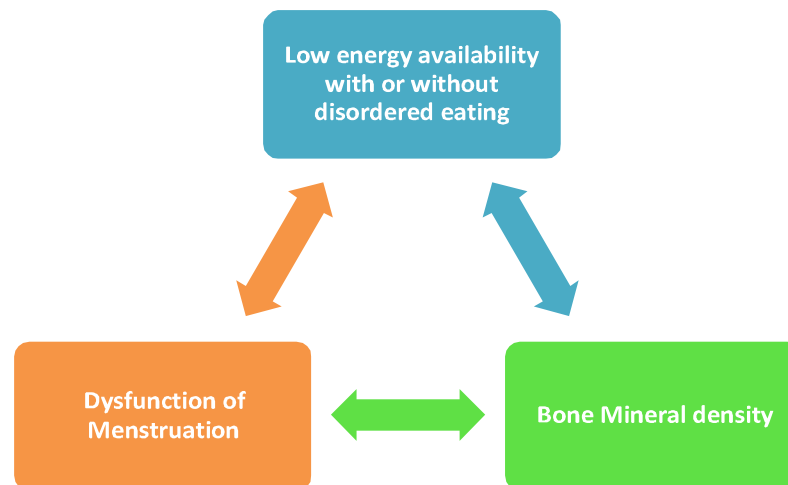 Low energy availability
with or without
disordered eating
Dysfunction of
Menstruation
Bone Mineral density